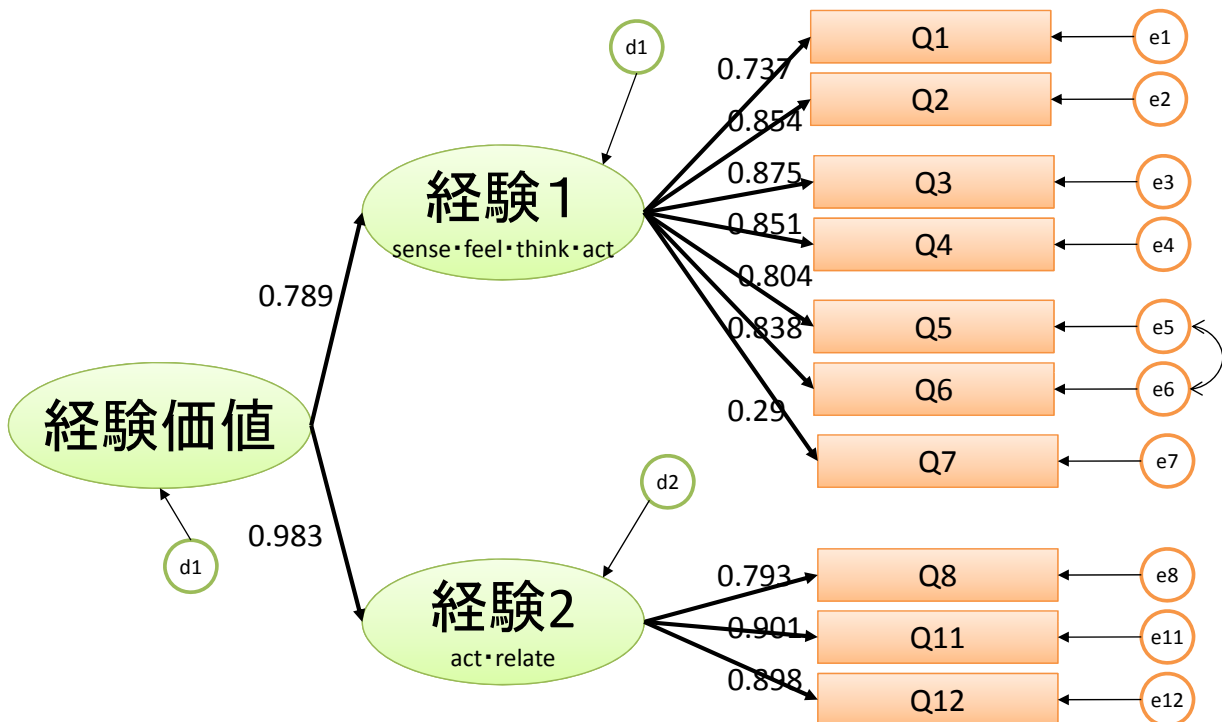 d1
経験1
sense・feel・think・act
0.737
0.854
0.875
0.851
0.804
0.838
0.29
Q1
e1
Q2
e2
Q3
e3
Q4
e4
Q5
e5
Q6
e6
Q7
e7
0.789
経験価値
d1
0.983
d2
経験2
act・relate
0.793
0.901
0.898
Q8
e8
Q11
e11
Q12
e12